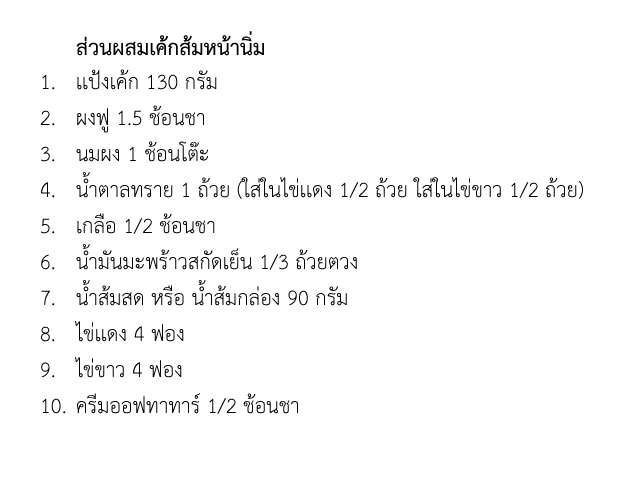 ส่วนผสมเค้กส้มหน้านิ่ม
1. แป้งเค้ก 130 กรัม
2. ผงฟู 1.5 ช้อนชา
3. นมผง 1 ช้อนโต๊ะ
4. น้ำตาลทราย 1 ถ้วย (ใส่ในไข่แดง 1/2 ถ้วย ใส่ในไข่ขาว 1/2 ถ้วย)
5. เกลือ 1/2 ช้อนชา
6. น้ำมันมะพร้าวสกัดเย็น 1/3 ถ้วยตวง
7. น้ำส้มสด หรือ น้ำส้มกล่อง 90 กรัม
8. ไข่แดง 4 ฟอง
9. ไข่ขาว 4 ฟอง
10. ครีมออฟทาทาร์ 1/2 ช้อนชา